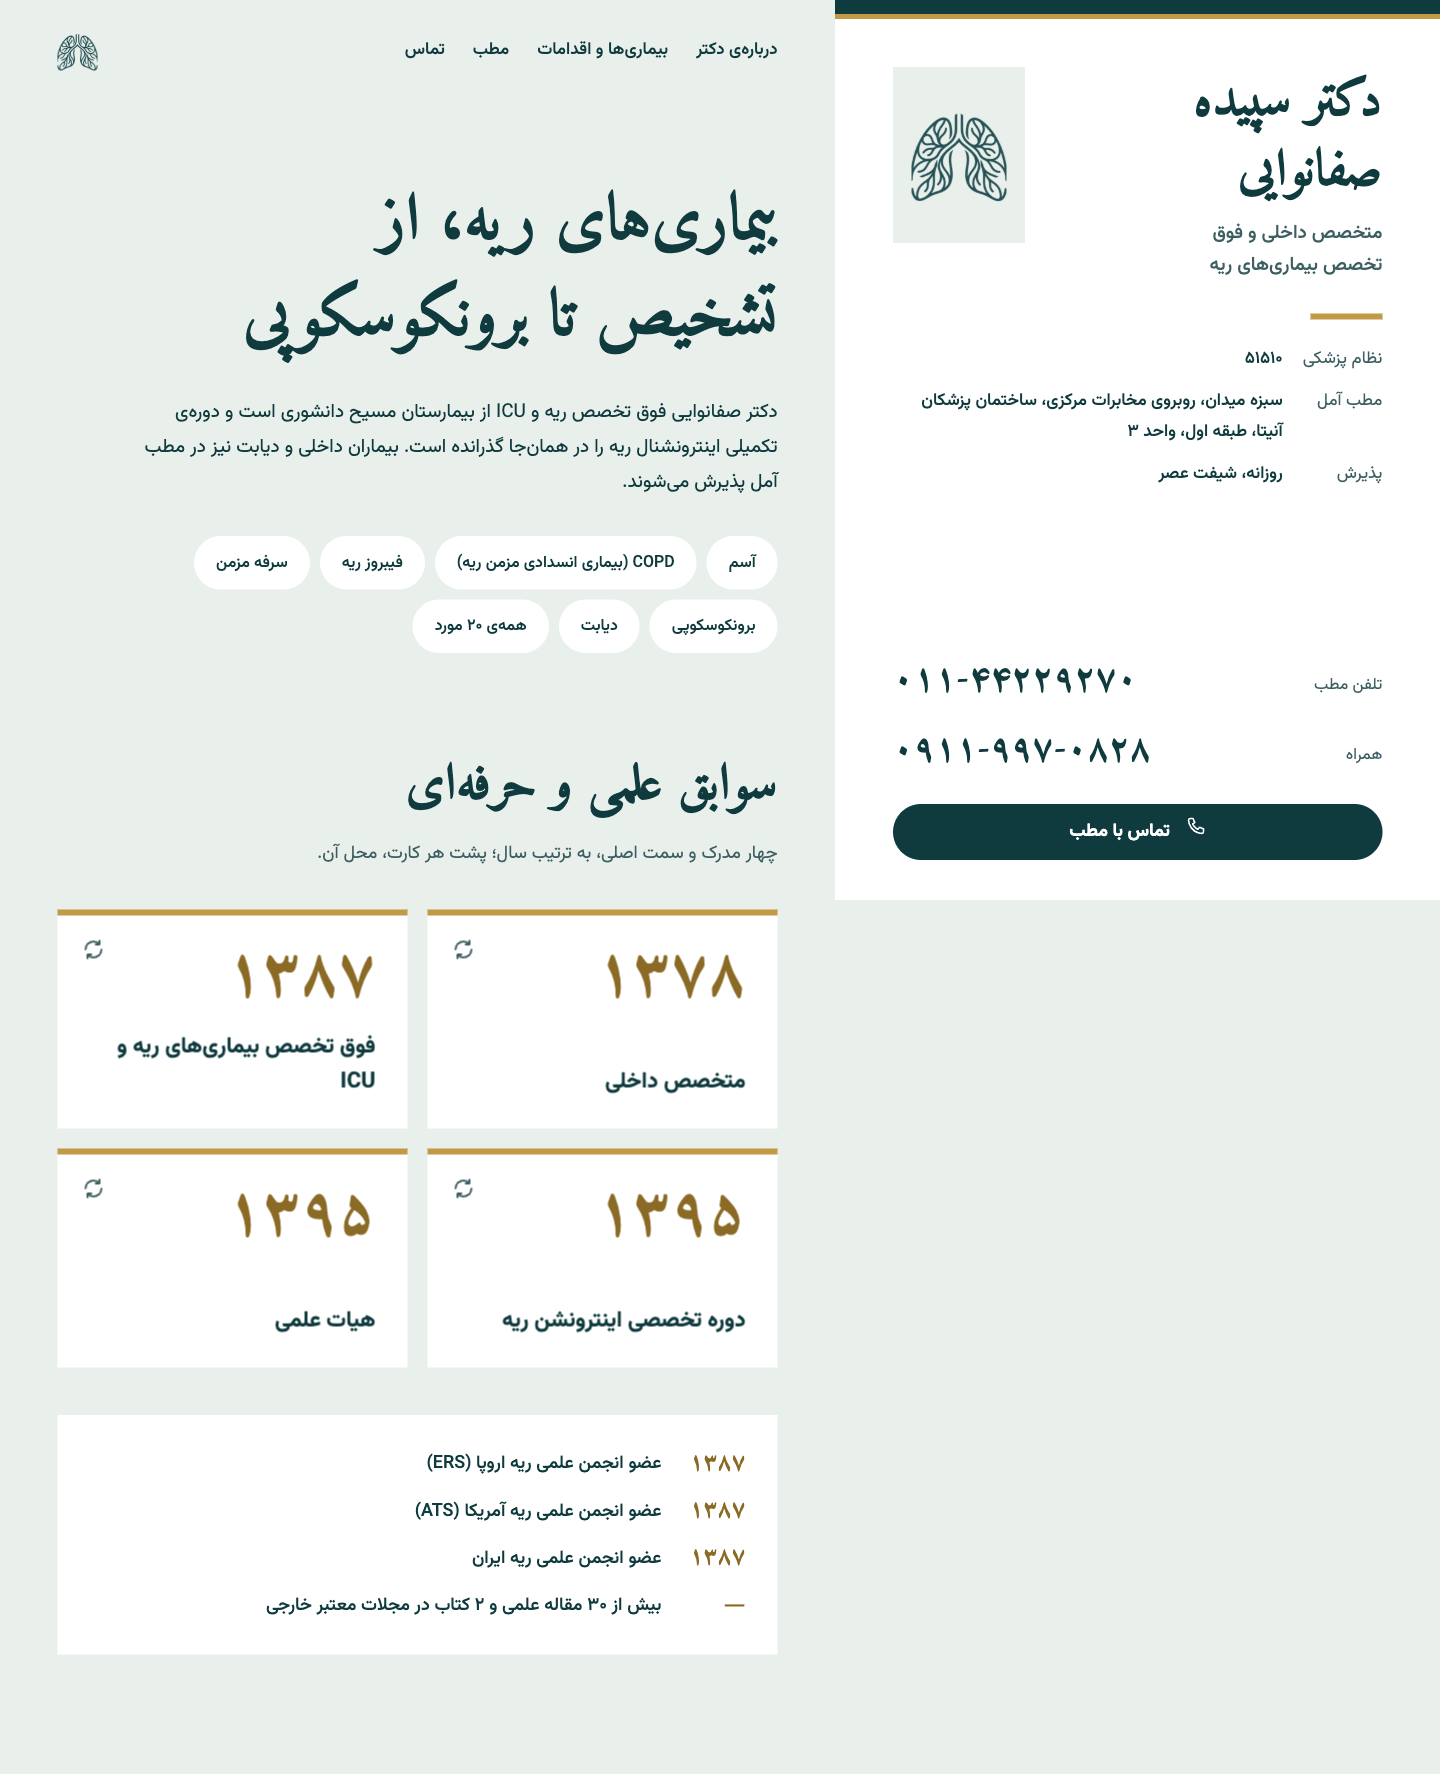 دکتر سپیده
صفانوایی
متخصص داخلی و فوق
تخصص بیماری‌های ریه
نظام پزشکی ۵۱۵۱۰
مطب آمل سبزه میدان، روبروی مخابرات مرکزی، ساختمان پزشکان
آنیتا، طبقه اول، واحد ۳
پذیرش روزانه، شیفت عصر
تلفن مطب ۰۱۱-۴۴۲۲۹۲۷۰
همراه ۰۹۱۱-۹۹۷-۰۸۲۸
تماس با مطب
درباره‌ی دکتر بیماری‌ها و اقدامات مطب تماس
بیماری‌های ریه، از
تشخیص تا برونکوسکوپی
دکتر صفانوایی فوق تخصص ریه و ICU از بیمارستان مسیح دانشوری است و دوره‌ی
تکمیلی اینترونشنال ریه را در همان‌جا گذرانده است. بیماران داخلی و دیابت نیز در مطب
آمل پذیرش می‌شوند.
آسم COPD (بیماری انسدادی مزمن ریه) فیبروز ریه سرفه مزمن
برونکوسکوپی دیابت همه‌ی ۲۰ مورد
سوابق علمی و حرفه‌ای
چهار مدرک و سمت اصلی، به ترتیب سال؛ پشت هر کارت، محل آن.
۱۳۷۸
متخصص داخلی
۱۳۸۷
فوق تخصص بیماری‌های ریه و
ICU
۱۳۹۵
دوره تخصصی اینترونشن ریه
۱۳۹۵
هیات علمی
۱۳۸۷ عضو انجمن علمی ریه اروپا (ERS)
۱۳۸۷ عضو انجمن علمی ریه آمریکا (ATS)
۱۳۸۷ عضو انجمن علمی ریه ایران
— بیش از ۳۰ مقاله علمی و ۲ کتاب در مجلات معتبر خارجی